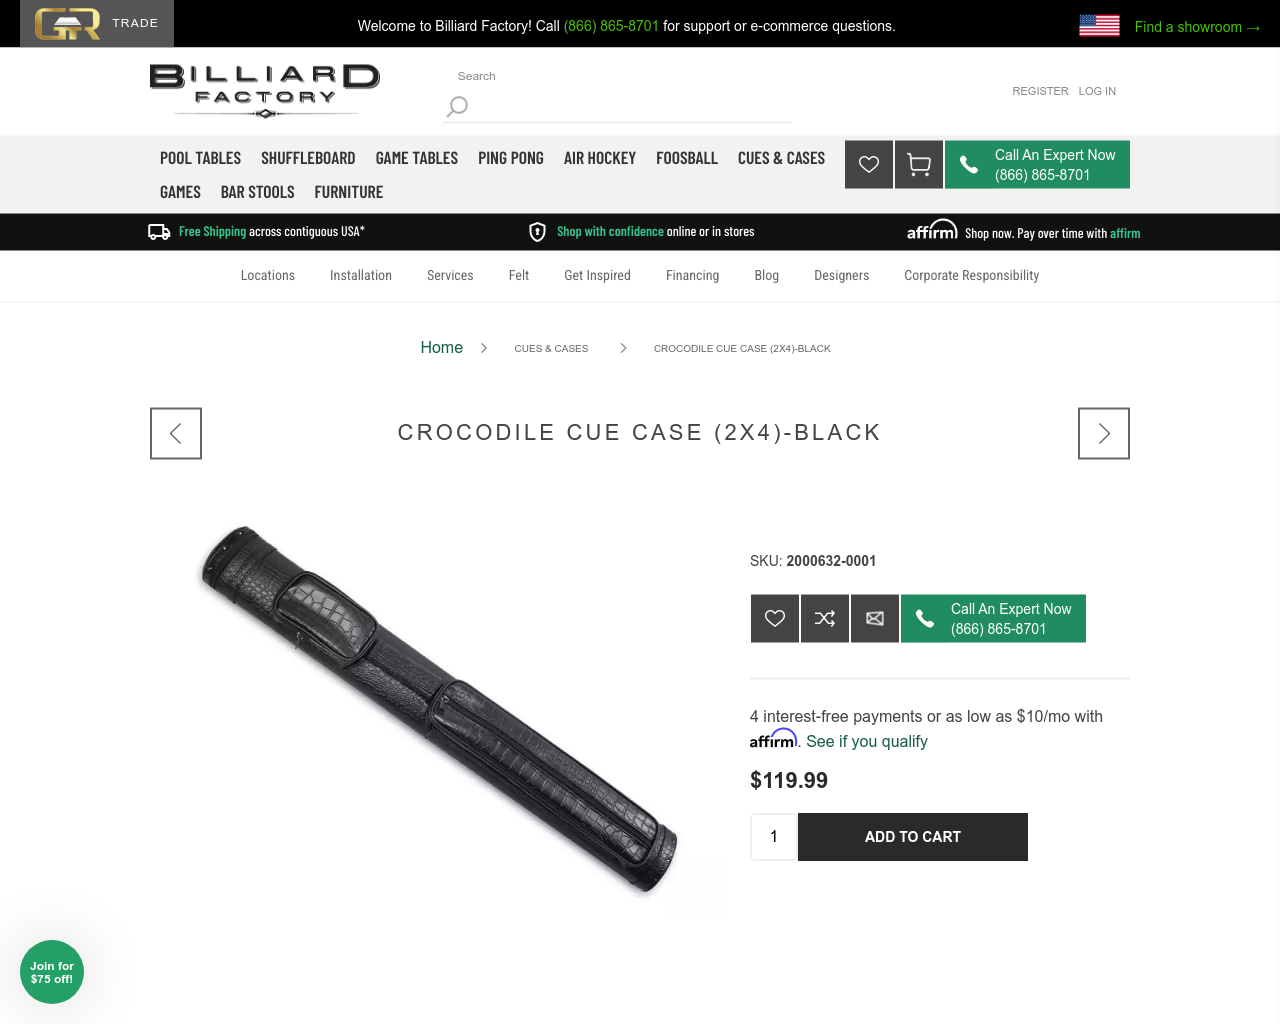 GR TRADE
Welcome to Billiard Factory! Call (866) 865-8701 for support or e-commerce questions.
Find a showroom →
BILLIARD
FACTORY
Search
REGISTER LOG IN
POOL TABLES SHUFFLEBOARD GAME TABLES PING PONG AIR HOCKEY FOOSBALL CUES & CASES
GAMES BAR STOOLS FURNITURE
Call An Expert Now
(866) 865-8701
Free Shipping across contiguous USA*
Shop with confidence online or in stores
affirm Shop now. Pay over time with affirm
Locations Installation Services Felt Get Inspired Financing Blog Designers Corporate Responsibility
Home CUES & CASES CROCODILE CUE CASE (2X4)-BLACK
CROCODILE CUE CASE (2X4)-BLACK
SKU: 2000632-0001
Call An Expert Now
(866) 865-8701
4 interest-free payments or as low as $10/mo with
affirm. See if you qualify
$119.99
1 ADD TO CART
Join for
$75 off!